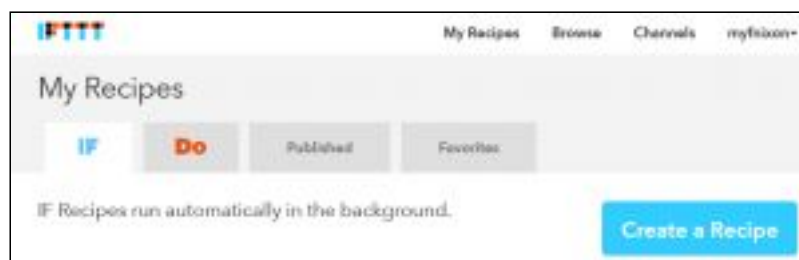 IFTTT My Recipes Browse Channels myfnixon
My Recipes
IF Do Published Favorites
IF Recipes run automatically in the background.
Create a Recipe